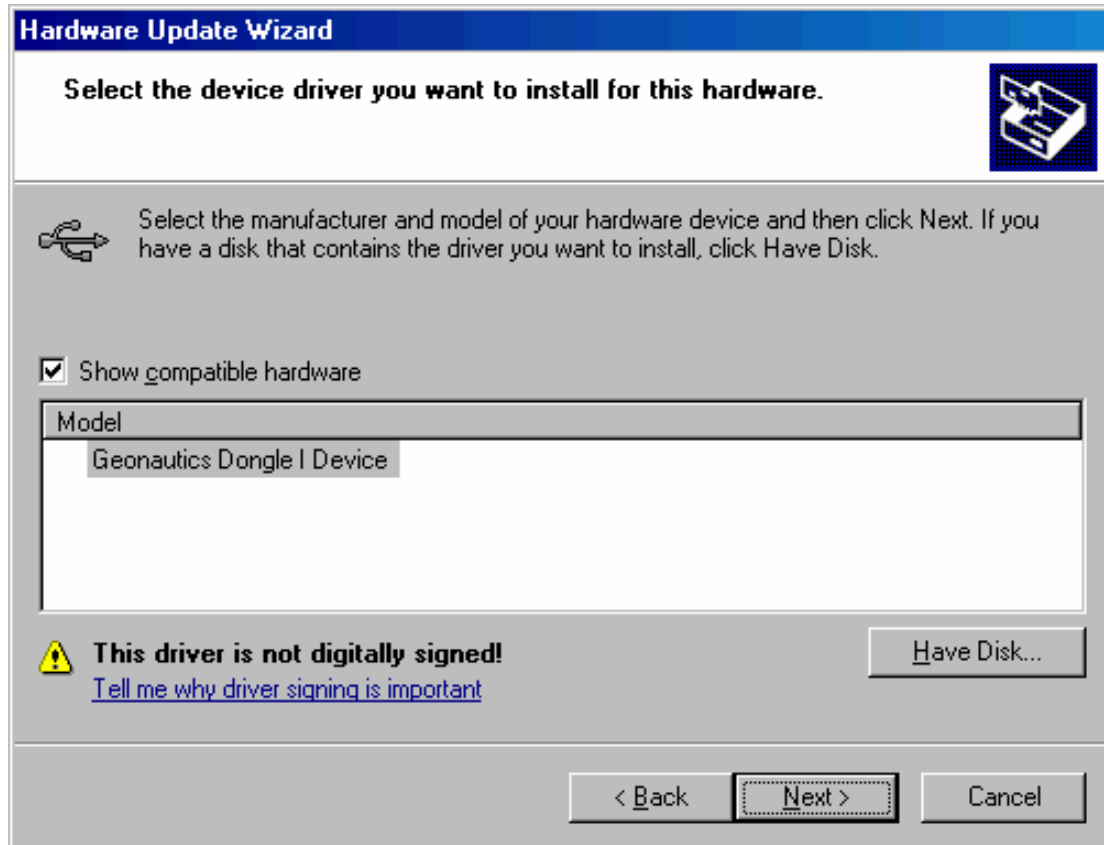 Hardware Update Wizard
Select the device driver you want to install for this hardware.
Select the manufacturer and model of your hardware device and then click Next. If you
have a disk that contains the driver you want to install, click Have Disk.
Show compatible hardware
Model
Geonautics Dongle I Device
This driver is not digitally signed!
Have Disk...
Tell me why driver signing is important
< Back
Next >
Cancel